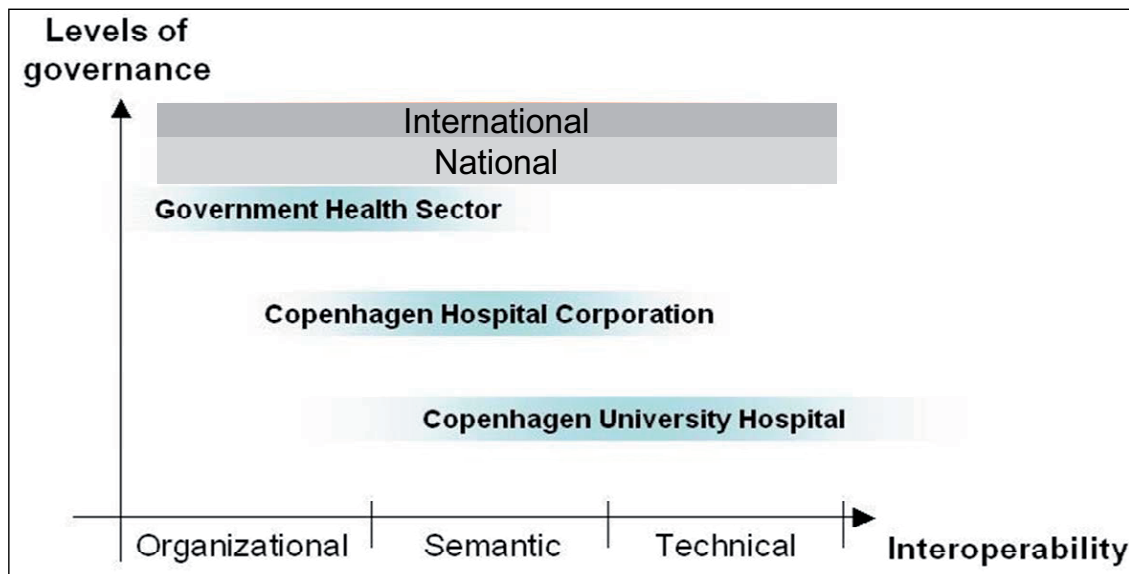 Levels of
governance
International
National
Government Health Sector
Copenhagen Hospital Corporation
Copenhagen University Hospital
Organizational
Semantic
Technical
Interoperability